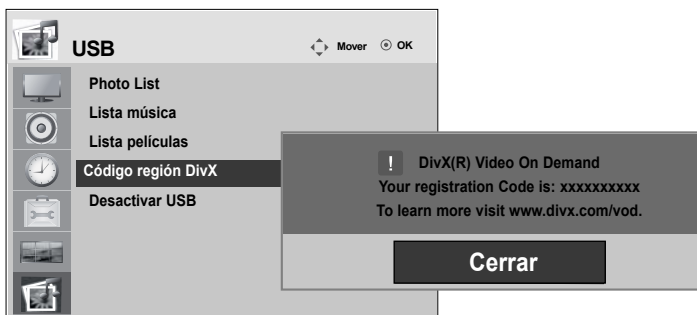 USB
Mover OK
Photo List
Lista música
Lista películas
Código región DivX
Desactivar USB
! DivX(R) Video On Demand
Your registration Code is: xxxxxxxxxx
To learn more visit www.divx.com/vod.
Cerrar